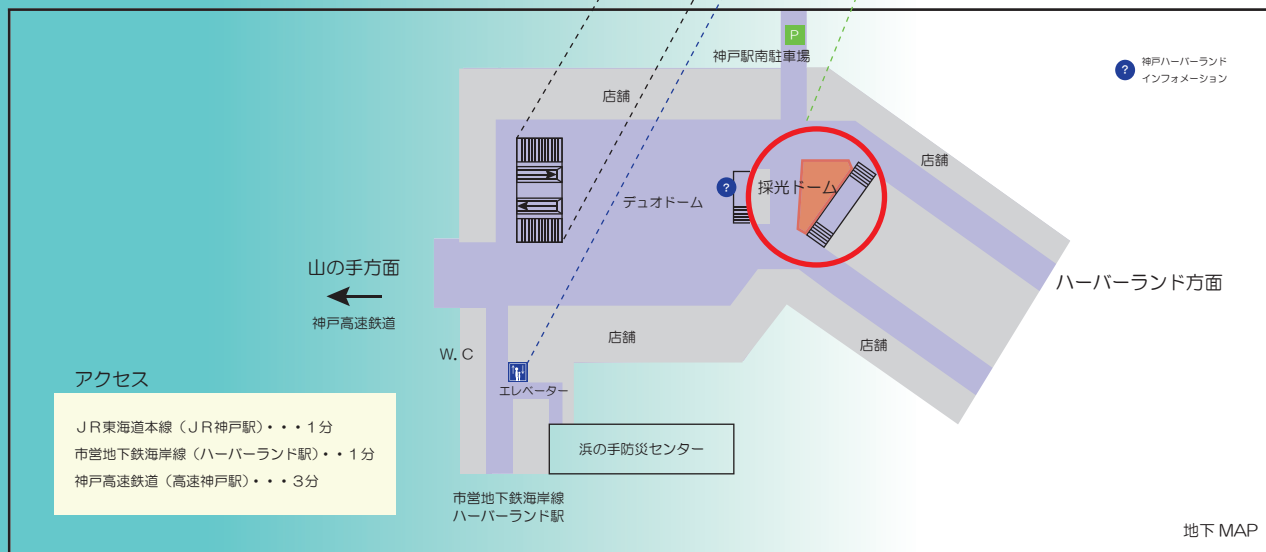 P
神戸駅南駐車場
?
神戸ハーバーランド
インフォメーション
店舗
店舗
?
採光ドーム
デュオドーム
山の手方面
神戸高速鉄道
ハーバーランド方面
店舗
店舗
W.C
エレベーター
アクセス
JR東海道本線（JR神戸駅）・・・1分
市営地下鉄海岸線（ハーバーランド駅）・・1分
神戸高速鉄道（高速神戸駅）・・・3分
浜の手防災センター
市営地下鉄海岸線
ハーバーランド駅
地下 MAP